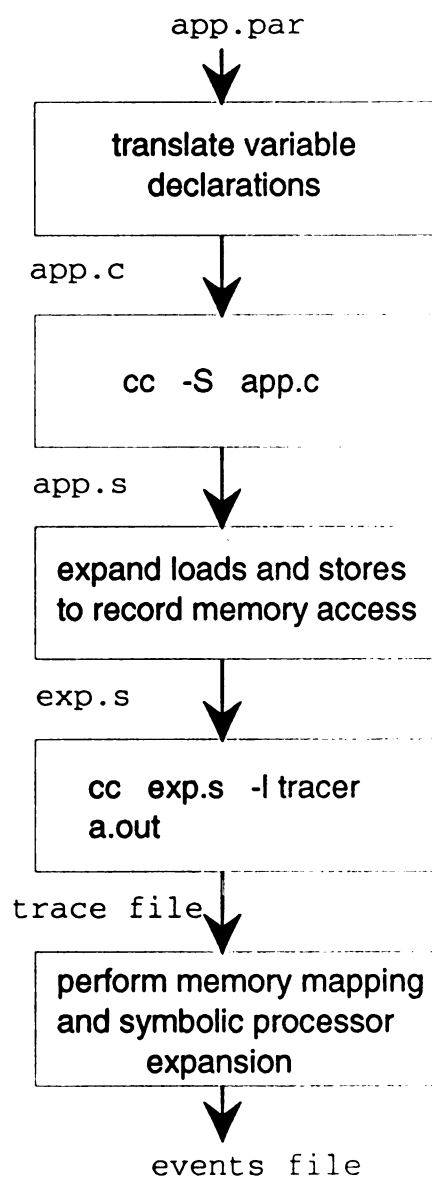 app.par
translate variable
declarations
app.c
cc -S app.c
app.s
expand loads and stores
to record memory access
exp.s
cc exp.s -l tracer
a.out
trace file
perform memory mapping
and symbolic processor
expansion
events file